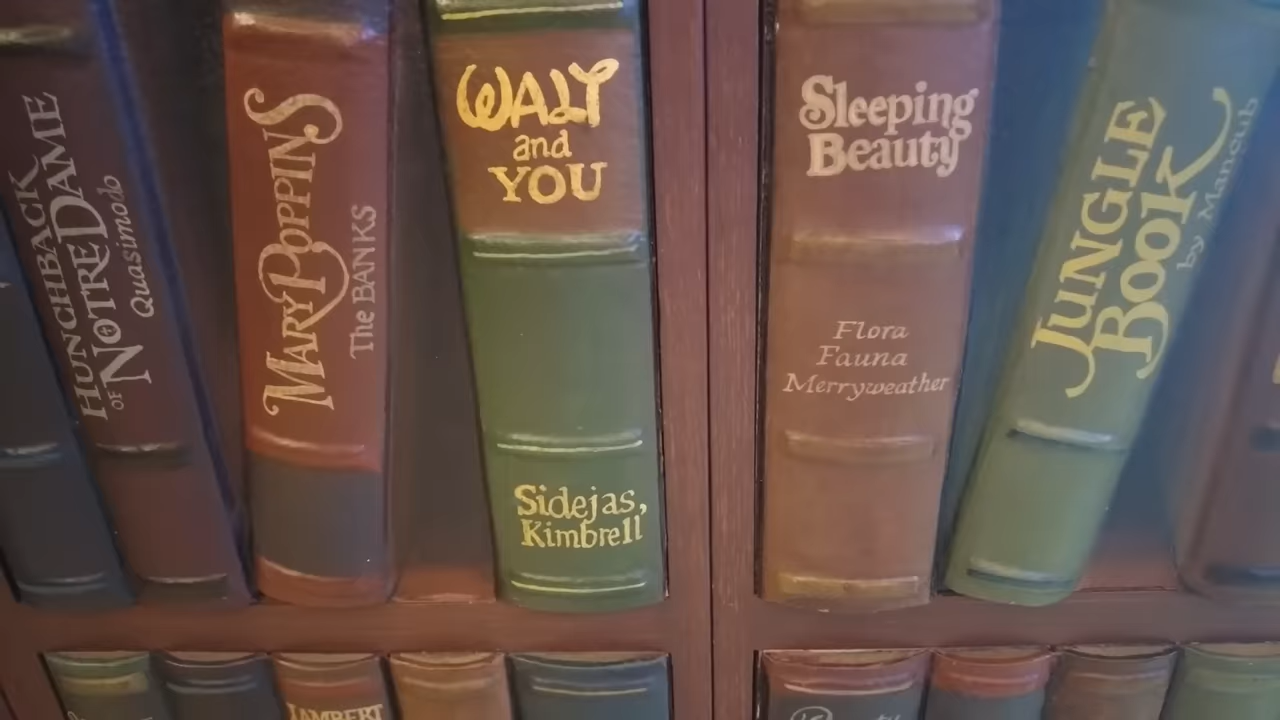 HUNCHBACK
OF NOTRE DAME
Quasimodo
MARY POPPINS
The BANKS
WALT
and
YOU
Sidejas,
Kimbrell
Sleeping
Beauty
Flora
Fauna
Merryweather
JUNGLE
BOOK
by Mancub
LAMBERT